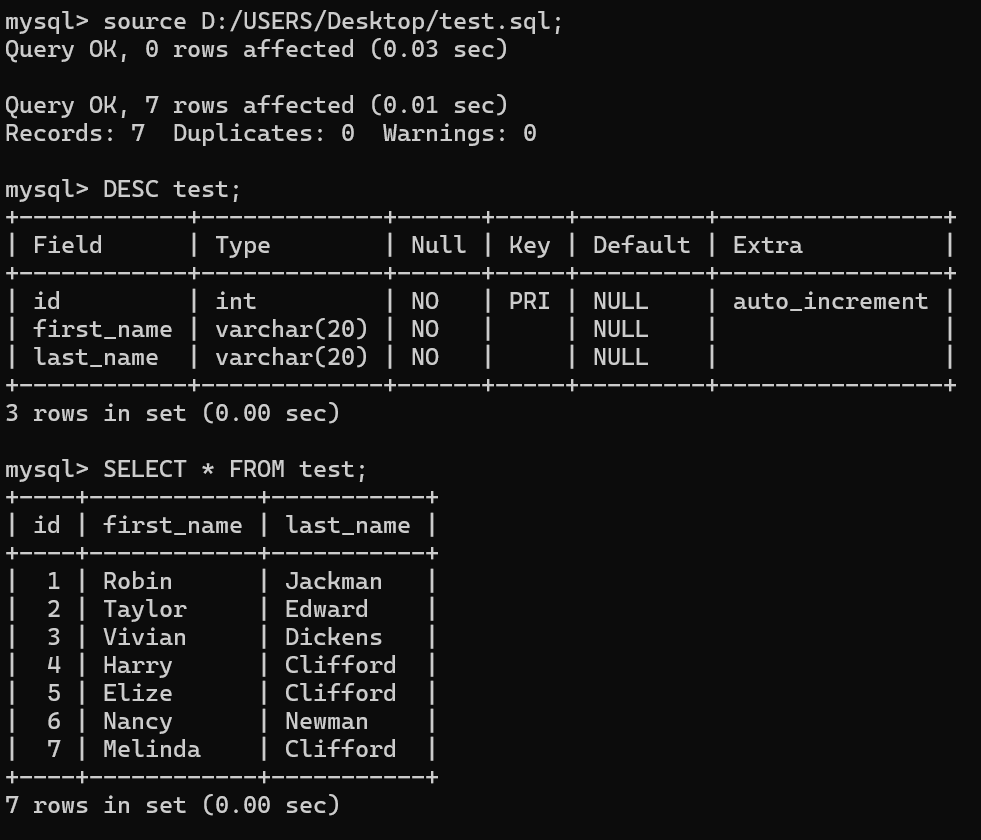 mysql> source D:/USERS/Desktop/test.sql;
Query OK, 0 rows affected (0.03 sec)

Query OK, 7 rows affected (0.01 sec)
Records: 7  Duplicates: 0  Warnings: 0

mysql> DESC test;
+------------+-------------+------+-----+---------+----------------+
| Field      | Type        | Null | Key | Default | Extra          |
+------------+-------------+------+-----+---------+----------------+
| id         | int         | NO   | PRI | NULL    | auto_increment |
| first_name | varchar(20) | NO   |     | NULL    |                |
| last_name  | varchar(20) | NO   |     | NULL    |                |
+------------+-------------+------+-----+---------+----------------+
3 rows in set (0.00 sec)

mysql> SELECT * FROM test;
+----+------------+-----------+
| id | first_name | last_name |
+----+------------+-----------+
|  1 | Robin      | Jackman   |
|  2 | Taylor     | Edward    |
|  3 | Vivian     | Dickens   |
|  4 | Harry      | Clifford  |
|  5 | Elize      | Clifford  |
|  6 | Nancy      | Newman    |
|  7 | Melinda    | Clifford  |
+----+------------+-----------+
7 rows in set (0.00 sec)